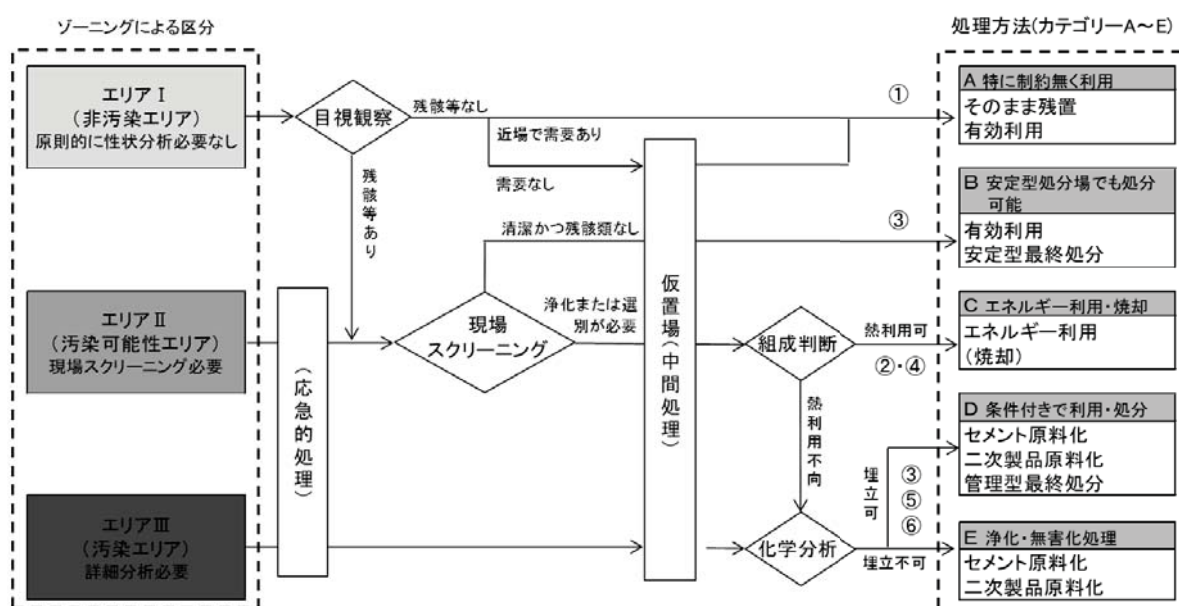 ゾーニングによる区分
処理方法(カテゴリーA～E)
エリアⅠ
(非汚染エリア)
原則的に性状分析必要なし
目視観察
残骸等なし
①
近場で需要あり
需要なし
残骸等あり
A 特に制約無く利用
そのまま残置
有効利用
B 安定型処分場でも処分
可能
有効利用
安定型最終処分
清潔かつ残骸類なし
③
エリアⅡ
(汚染可能性エリア)
現場スクリーニング必要
(応急的処理)
現場
スクリーニング
浄化または選
別が必要
仮置場(中間処理)
組成判断
熱利用可
②・④
C エネルギー利用・焼却
エネルギー利用
(焼却)
熱利用不向
D 条件付きで利用・処分
セメント原料化
二次製品原料化
管理型最終処分
埋立可
③
⑤
⑥
エリアⅢ
(汚染エリア)
詳細分析必要
化学分析
埋立不可
E 浄化・無害化処理
セメント原料化
二次製品原料化